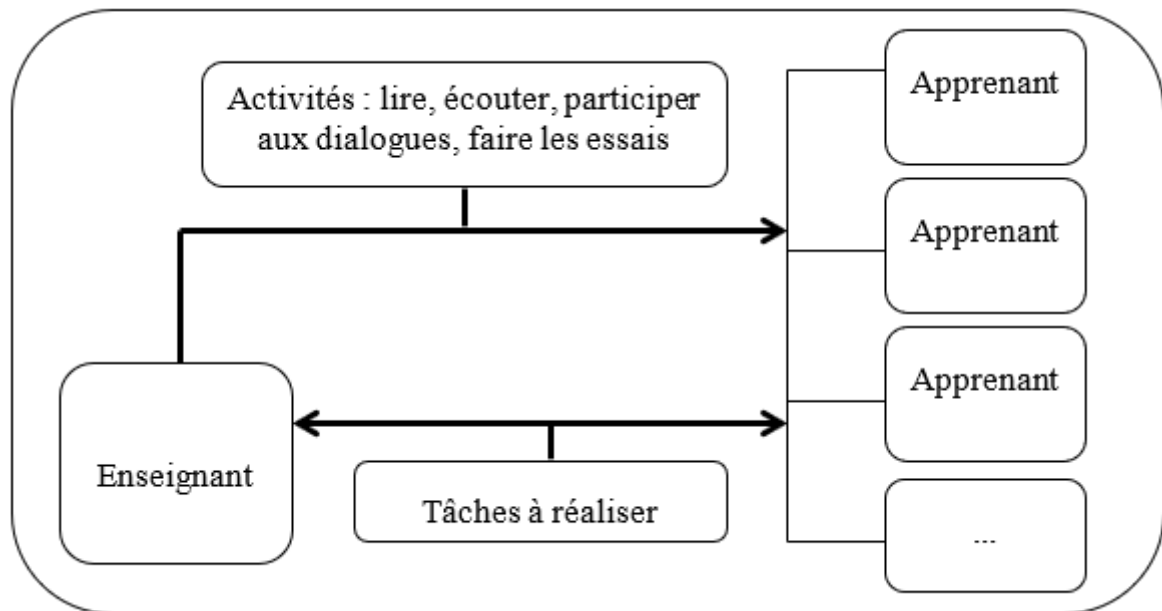 Activités : lire, écouter, participer
aux dialogues, faire les essais
Apprenant
Apprenant
Apprenant
Enseignant
Tâches à réaliser
...